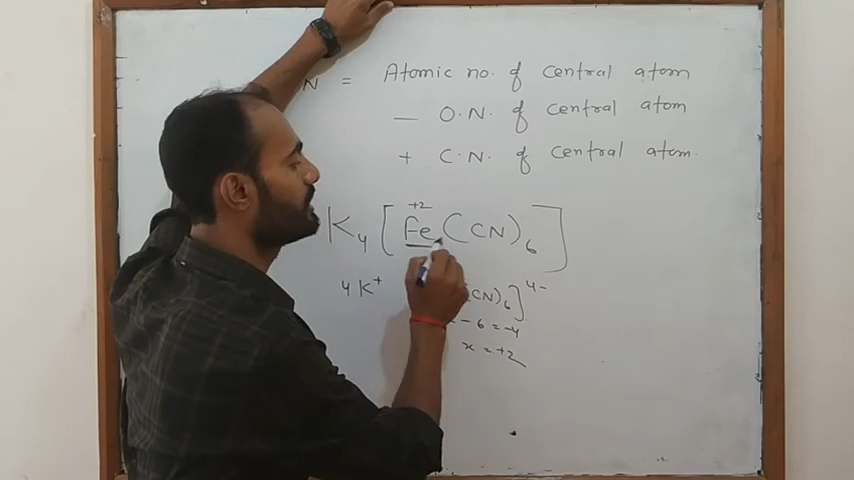 N = Atomic no. of central atom
— O.N. of central atom
+ C.N. of central atom.
+2
K₄[Fe(CN)₆]
4K⁺ (CN)₆]⁴⁻
- 6 = -4
x = +2